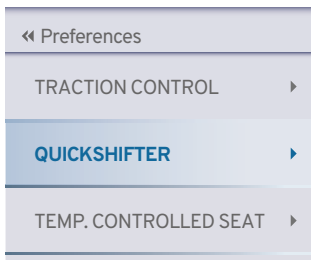 Preferences
TRACTION CONTROL
QUICKSHIFTER
TEMP. CONTROLLED SEAT